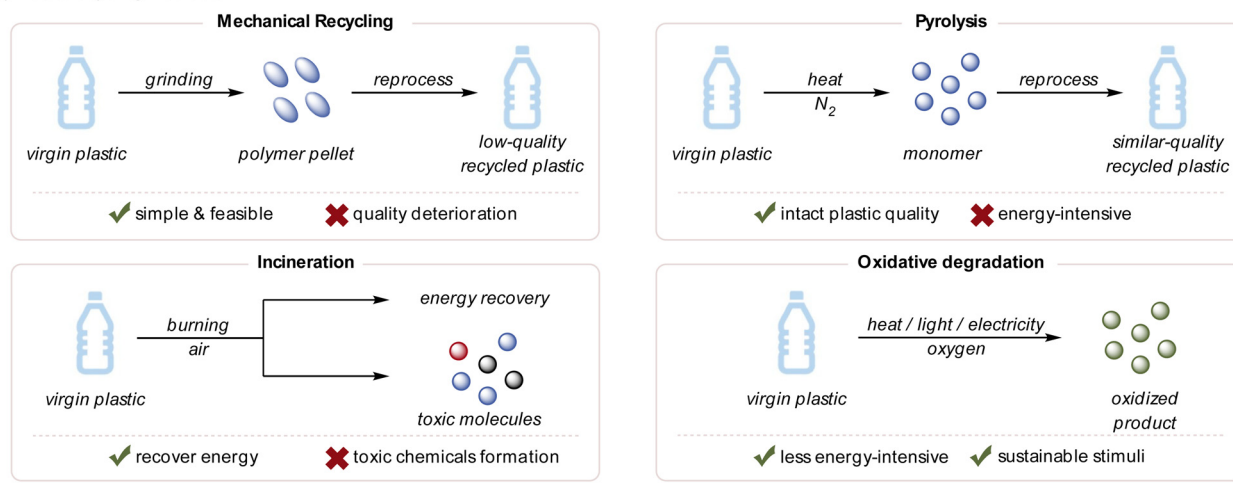 Mechanical Recycling
grinding
reprocess
virgin plastic
polymer pellet
low-quality
recycled plastic
simple & feasible
quality deterioration
Pyrolysis
heat
N2
reprocess
virgin plastic
monomer
similar-quality
recycled plastic
intact plastic quality
energy-intensive
Incineration
burning
air
energy recovery
virgin plastic
toxic molecules
recover energy
toxic chemicals formation
Oxidative degradation
heat / light / electricity
oxygen
virgin plastic
oxidized
product
less energy-intensive
sustainable stimuli